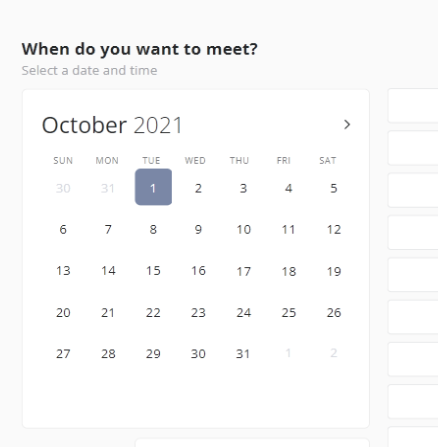 When do you want to meet?
Select a date and time
October 2021
SUN MON TUE WED THU FRI SAT
30 31 1 2 3 4 5
6 7 8 9 10 11 12
13 14 15 16 17 18 19
20 21 22 23 24 25 26
27 28 29 30 31 1 2